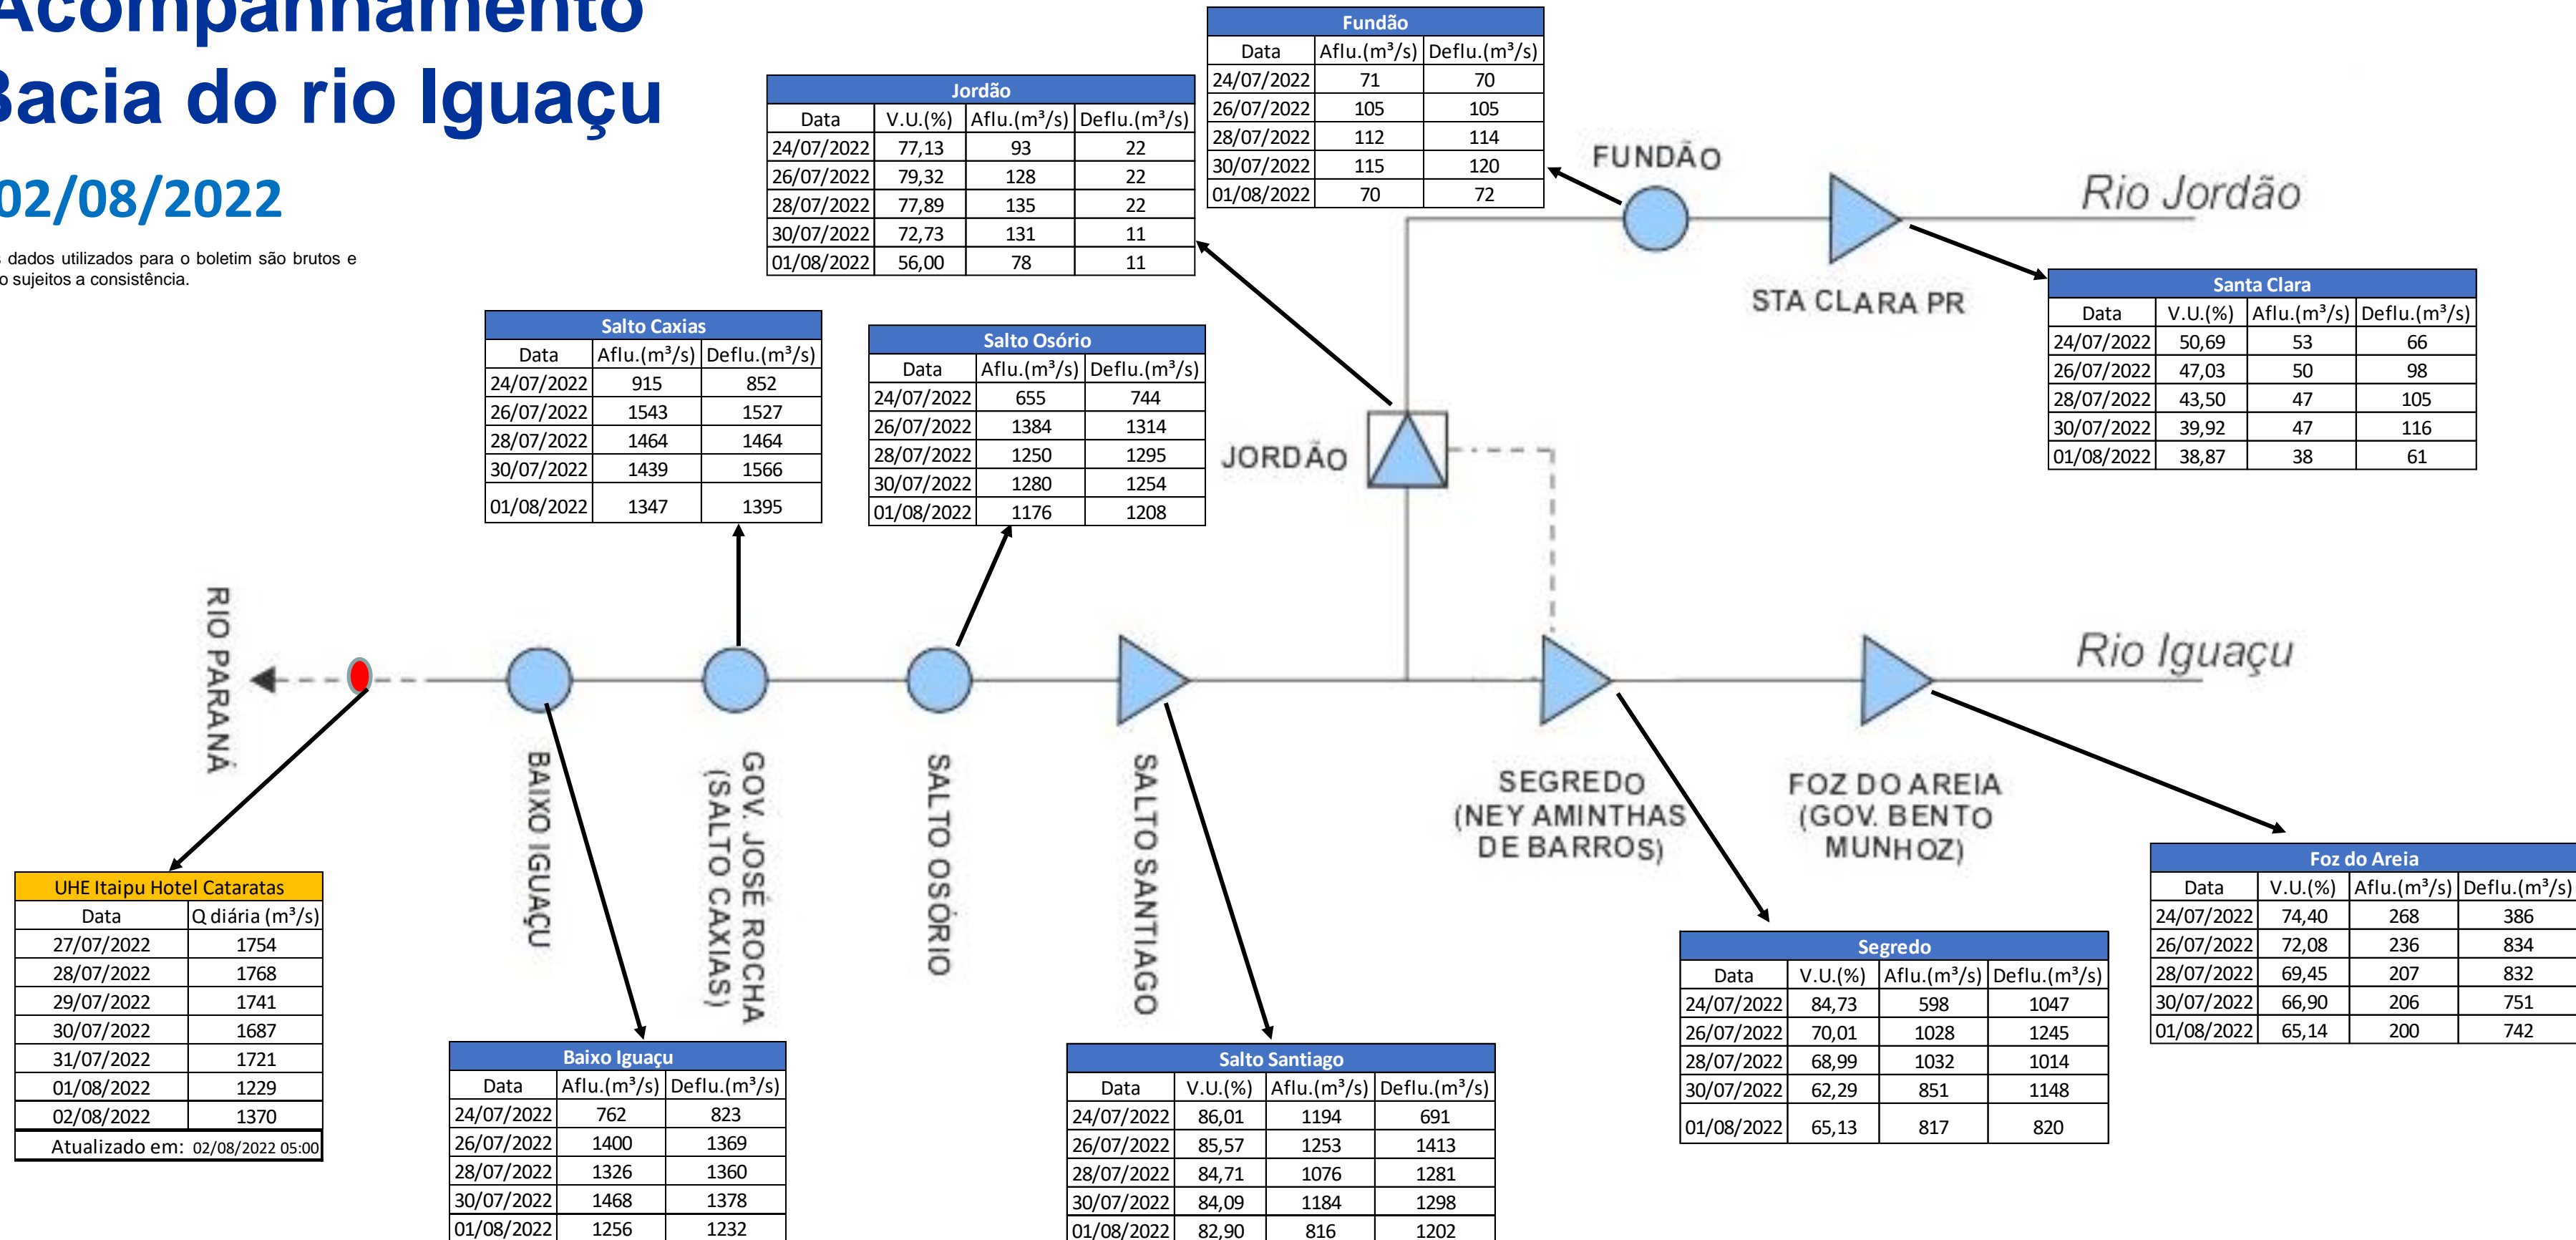 Acompanhamento
Bacia do rio Iguaçu
02/08/2022
s dados utilizados para o boletim são brutos e
o sujeitos a consistência.
Fundão
Data Aflu.(m³/s) Deflu.(m³/s)
24/07/2022 71 70
26/07/2022 105 105
28/07/2022 112 114
30/07/2022 115 120
01/08/2022 70 72
Jordão
Data V.U.(%) Aflu.(m³/s) Deflu.(m³/s)
24/07/2022 77,13 93 22
26/07/2022 79,32 128 22
28/07/2022 77,89 135 22
30/07/2022 72,73 131 11
01/08/2022 56,00 78 11
FUNDÃO
Rio Jordão
STA CLARA PR
Santa Clara
Data V.U.(%) Aflu.(m³/s) Deflu.(m³/s)
24/07/2022 50,69 53 66
26/07/2022 47,03 50 98
28/07/2022 43,50 47 105
30/07/2022 39,92 47 116
01/08/2022 38,87 38 61
Salto Caxias
Data Aflu.(m³/s) Deflu.(m³/s)
24/07/2022 915 852
26/07/2022 1543 1527
28/07/2022 1464 1464
30/07/2022 1439 1566
01/08/2022 1347 1395
Salto Osório
Data Aflu.(m³/s) Deflu.(m³/s)
24/07/2022 655 744
26/07/2022 1384 1314
28/07/2022 1250 1295
30/07/2022 1280 1254
01/08/2022 1176 1208
JORDÃO
RIO PARANÁ
Rio Iguaçu
BAIXO IGUAÇU
GOV. JOSÉ ROCHA
(SALTO CAXIAS)
SALTO OSÓRIO
SALTO SANTIAGO
SEGREDO
(NEY AMINTHAS
DE BARROS)
FOZ DO AREIA
(GOV. BENTO
MUNHOZ)
UHE Itaipu Hotel Cataratas
Data Q diária (m³/s)
27/07/2022 1754
28/07/2022 1768
29/07/2022 1741
30/07/2022 1687
31/07/2022 1721
01/08/2022 1229
02/08/2022 1370
Atualizado em: 02/08/2022 05:00
Baixo Iguaçu
Data Aflu.(m³/s) Deflu.(m³/s)
24/07/2022 762 823
26/07/2022 1400 1369
28/07/2022 1326 1360
30/07/2022 1468 1378
01/08/2022 1256 1232
Salto Santiago
Data V.U.(%) Aflu.(m³/s) Deflu.(m³/s)
24/07/2022 86,01 1194 691
26/07/2022 85,57 1253 1413
28/07/2022 84,71 1076 1281
30/07/2022 84,09 1184 1298
01/08/2022 82,90 816 1202
Segredo
Data V.U.(%) Aflu.(m³/s) Deflu.(m³/s)
24/07/2022 84,73 598 1047
26/07/2022 70,01 1028 1245
28/07/2022 68,99 1032 1014
30/07/2022 62,29 851 1148
01/08/2022 65,13 817 820
Foz do Areia
Data V.U.(%) Aflu.(m³/s) Deflu.(m³/s)
24/07/2022 74,40 268 386
26/07/2022 72,08 236 834
28/07/2022 69,45 207 832
30/07/2022 66,90 206 751
01/08/2022 65,14 200 742